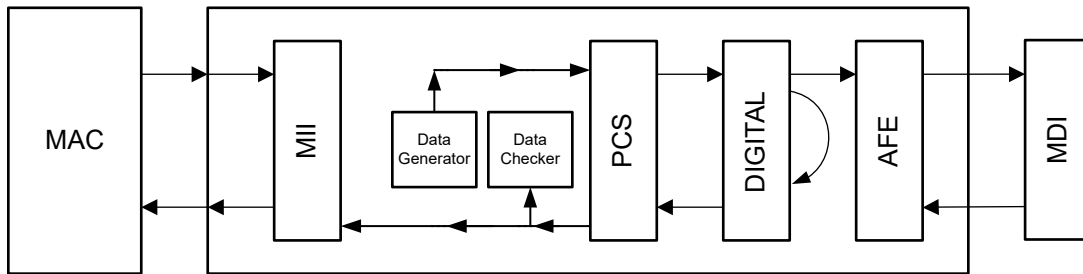 MAC
MII
Data
Generator
Data
Checker
PCS
DIGITAL
AFE
MDI